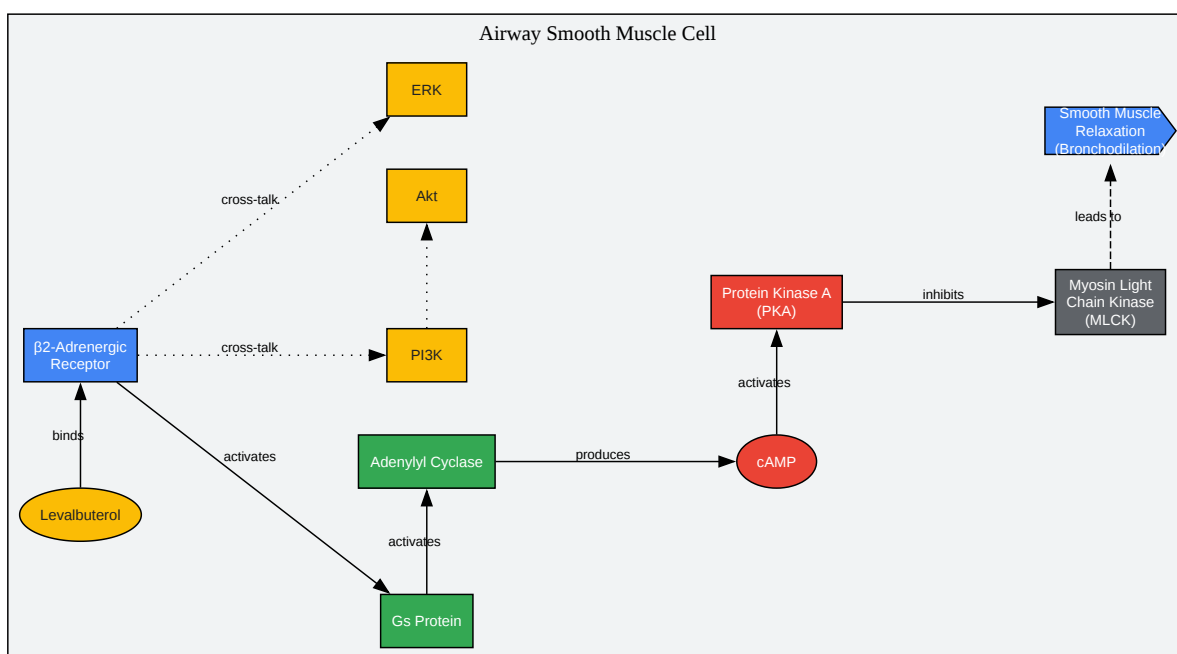 Airway Smooth Muscle Cell
ERK
Smooth Muscle
Relaxation
(Bronchodilation)
cross-talk
Akt
leads to
Protein Kinase A
(PKA)
inhibits
Myosin Light
Chain Kinase
(MLCK)
β2-Adrenergic
Receptor
cross-talk
PI3K
activates
binds
activates
Adenylyl Cyclase
produces
cAMP
Levalbuterol
activates
Gs Protein